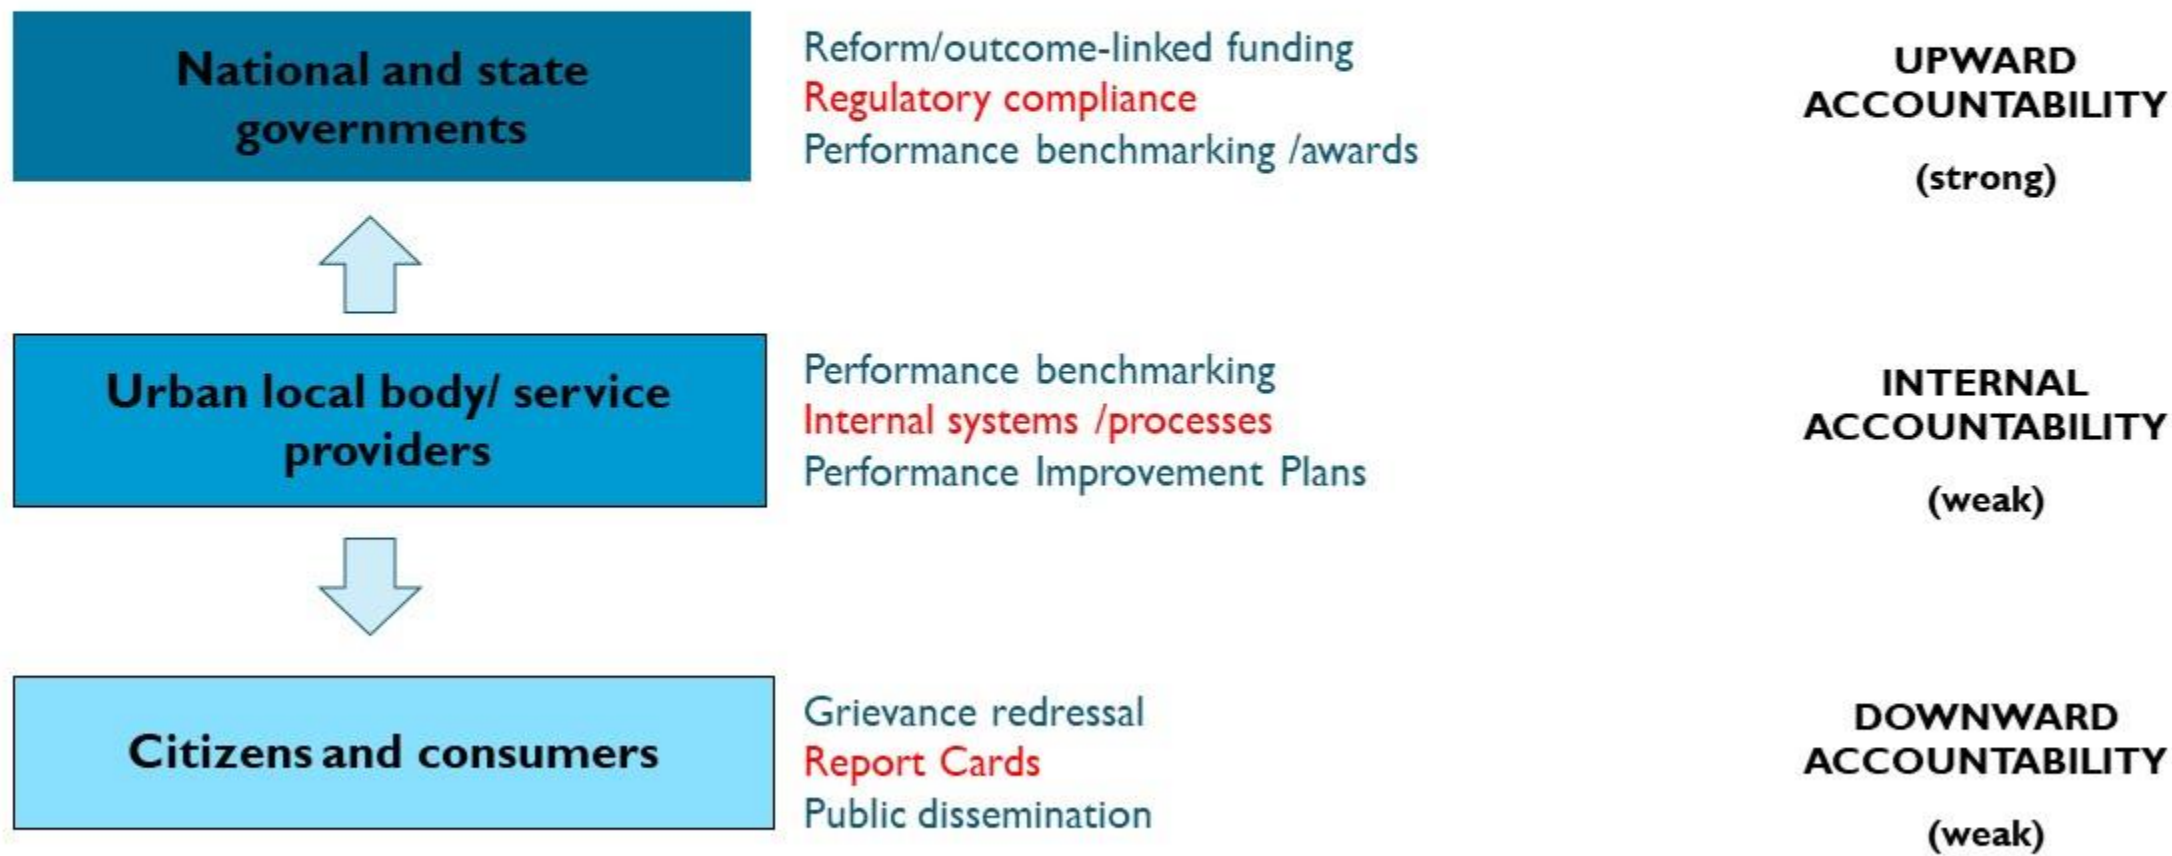 National and state
governments
Reform/outcome-linked funding
Regulatory compliance
Performance benchmarking /awards
UPWARD
ACCOUNTABILITY
(strong)
Urban local body/ service
providers
Performance benchmarking
Internal systems /processes
Performance Improvement Plans
INTERNAL
ACCOUNTABILITY
(weak)
Citizens and consumers
Grievance redressal
Report Cards
Public dissemination
DOWNWARD
ACCOUNTABILITY
(weak)